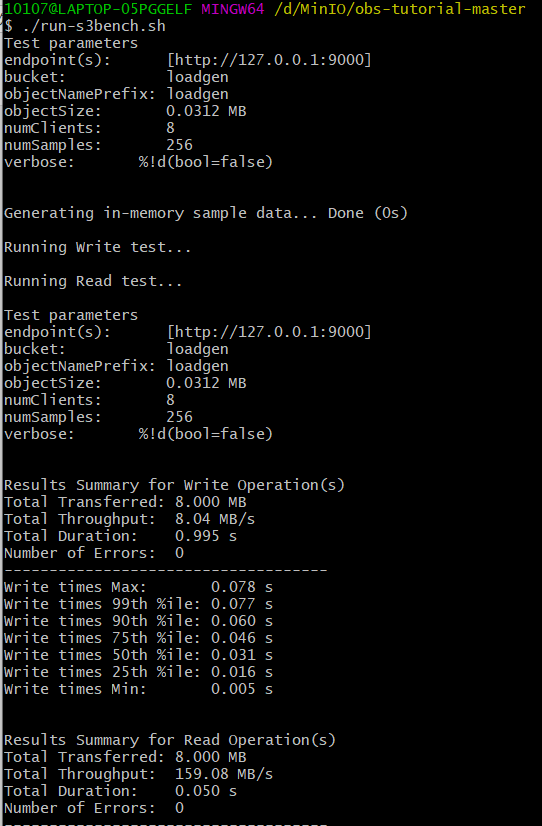 10107@LAPTOP-05PGGELF MINGW64 /d/MinIO/obs-tutorial-master
$ ./run-s3bench.sh
Test parameters
endpoint(s):      [http://127.0.0.1:9000]
bucket:           loadgen
objectNamePrefix: loadgen
objectSize:       0.0312 MB
numClients:       8
numSamples:       256
verbose:       %!d(bool=false)
Generating in-memory sample data... Done (0s)
Running Write test...
Running Read test...
Test parameters
endpoint(s):      [http://127.0.0.1:9000]
bucket:           loadgen
objectNamePrefix: loadgen
objectSize:       0.0312 MB
numClients:       8
numSamples:       256
verbose:       %!d(bool=false)
Results Summary for Write Operation(s)
Total Transferred: 8.000 MB
Total Throughput:  8.04 MB/s
Total Duration:    0.995 s
Number of Errors:  0
------------------------------------
Write times Max:       0.078 s
Write times 99th %ile: 0.077 s
Write times 90th %ile: 0.060 s
Write times 75th %ile: 0.046 s
Write times 50th %ile: 0.031 s
Write times 25th %ile: 0.016 s
Write times Min:       0.005 s
Results Summary for Read Operation(s)
Total Transferred: 8.000 MB
Total Throughput:  159.08 MB/s
Total Duration:    0.050 s
Number of Errors:  0
------------------------------------